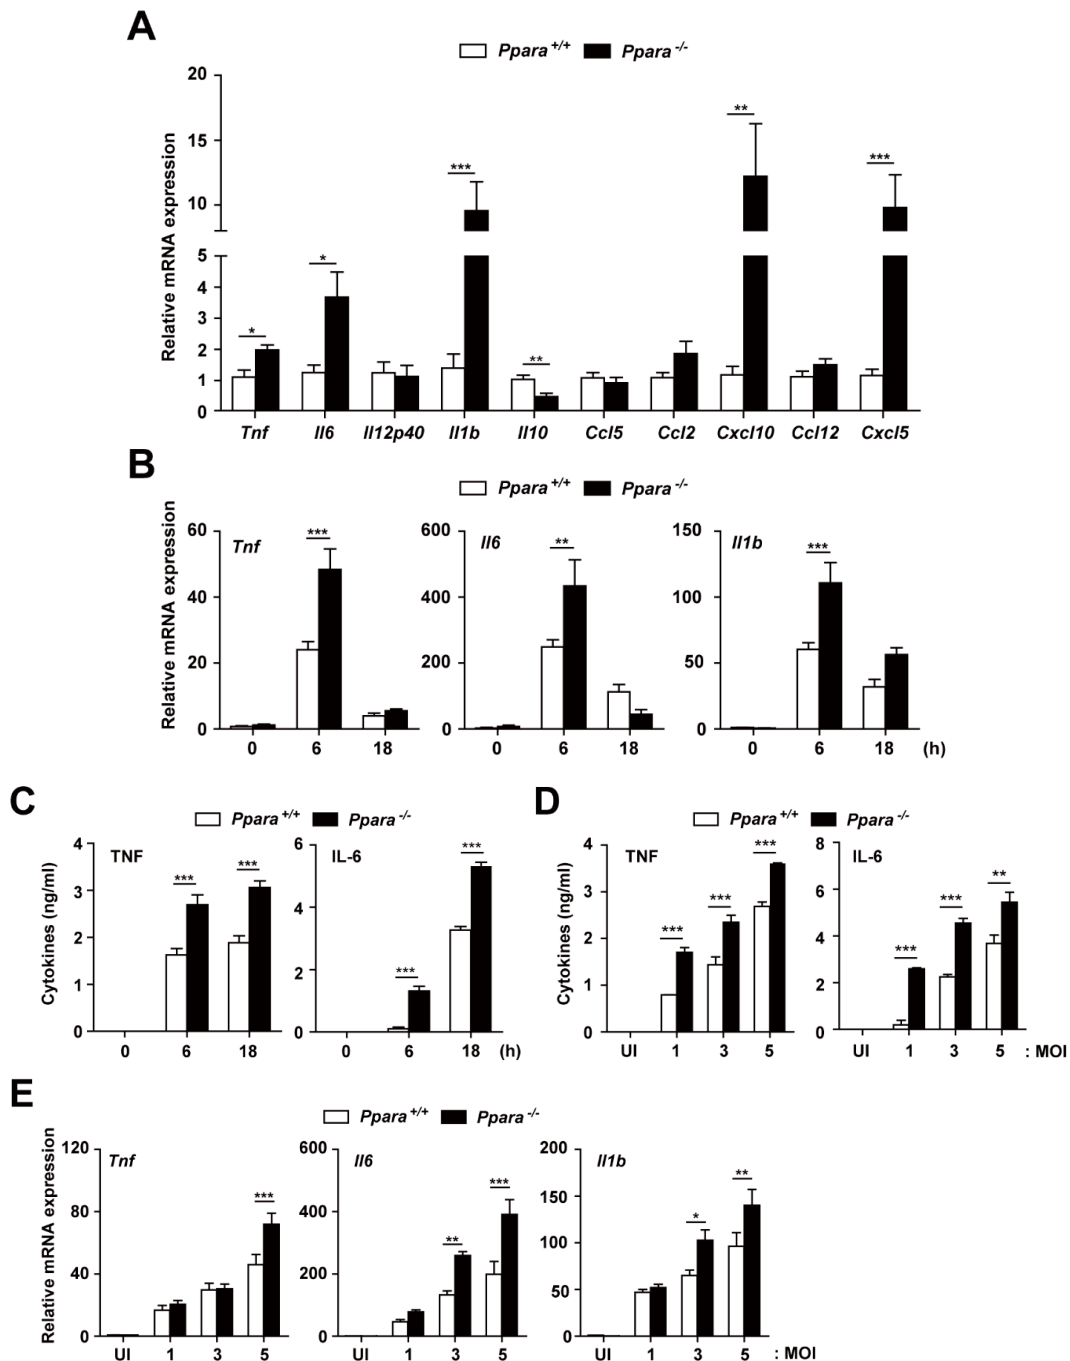 A
Ppara +/+ Ppara -/-
Relative mRNA expression
20
15
10
5
4
3
2
1
0
* * *** ** ** ***
Tnf Il6 Il12p40 Il1b Il10 Ccl5 Ccl2 Cxcl10 Ccl12 Cxcl5
B
Ppara +/+ Ppara -/-
Relative mRNA expression
Tnf
60
40
20
0
***
0 6 18
Il6
600
400
200
0
**
0 6 18
Il1b
150
100
50
0
***
0 6 18 (h)
C
Ppara +/+ Ppara -/-
Cytokines (ng/ml)
TNF
4
3
2
1
0
*** ***
0 6 18
IL-6
6
4
2
0
*** ***
0 6 18 (h)
D
Ppara +/+ Ppara -/-
Cytokines (ng/ml)
TNF
4
3
2
1
0
*** *** ***
UI 1 3 5
IL-6
8
6
4
2
0
*** *** **
UI 1 3 5 : MOI
E
Ppara +/+ Ppara -/-
Relative mRNA expression
Tnf
120
80
40
0
***
UI 1 3 5
Il6
600
400
200
0
** ***
UI 1 3 5
Il1b
200
150
100
50
0
* **
UI 1 3 5 : MOI